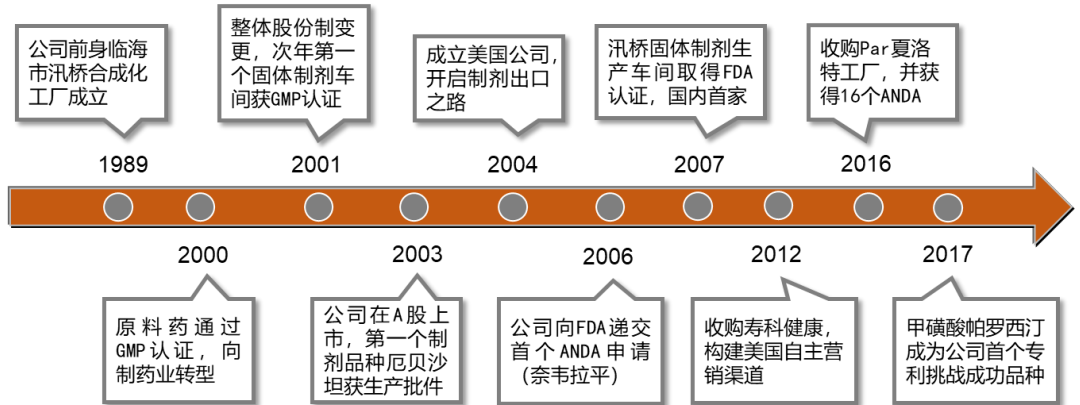 公司前身临海
市汛桥合成化
工厂成立
整体股份制变
更，次年第一
个固体制剂车
间获GMP认证
成立美国公司，
开启制剂出口
之路
汛桥固体制剂生
产车间取得FDA
认证，国内首家
收购Par夏洛
特工厂，并获
得16个ANDA
1989
2001
2004
2007
2016
2000
2003
2006
2012
2017
原料药通过
GMP认证，向
制药业转型
公司在A股上
市，第一个制
剂品种厄贝沙
坦获生产批件
公司向FDA递交
首个ANDA申请
（奈韦拉平）
收购寿科健康，
构建美国自主营
销渠道
甲磺酸帕罗西汀
成为公司首个专
利挑战成功品种